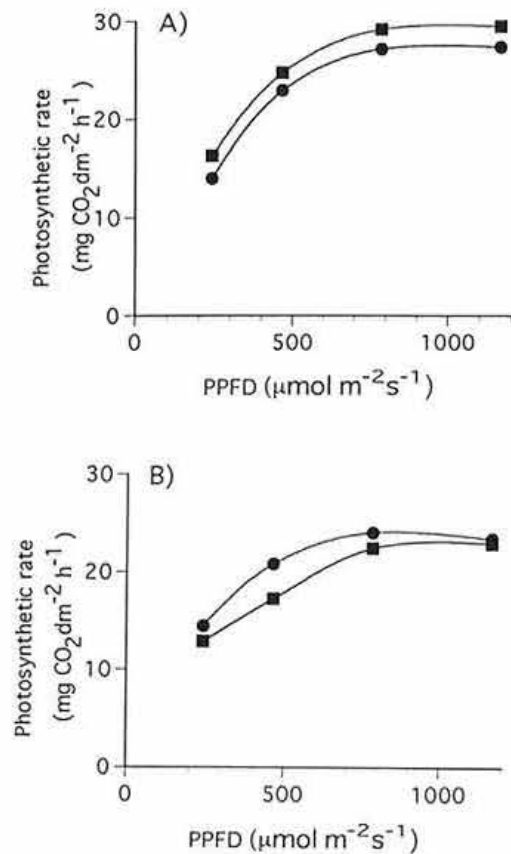 A)
30
20
10
0
Photosynthetic rate
(mg CO₂dm⁻² h⁻¹)
0 500 1000
PPFD (μmol m⁻²s⁻¹)
B)
30
20
10
0
Photosynthetic rate
(mg CO₂dm⁻² h⁻¹)
0 500 1000
PPFD (μmol m⁻²s⁻¹)